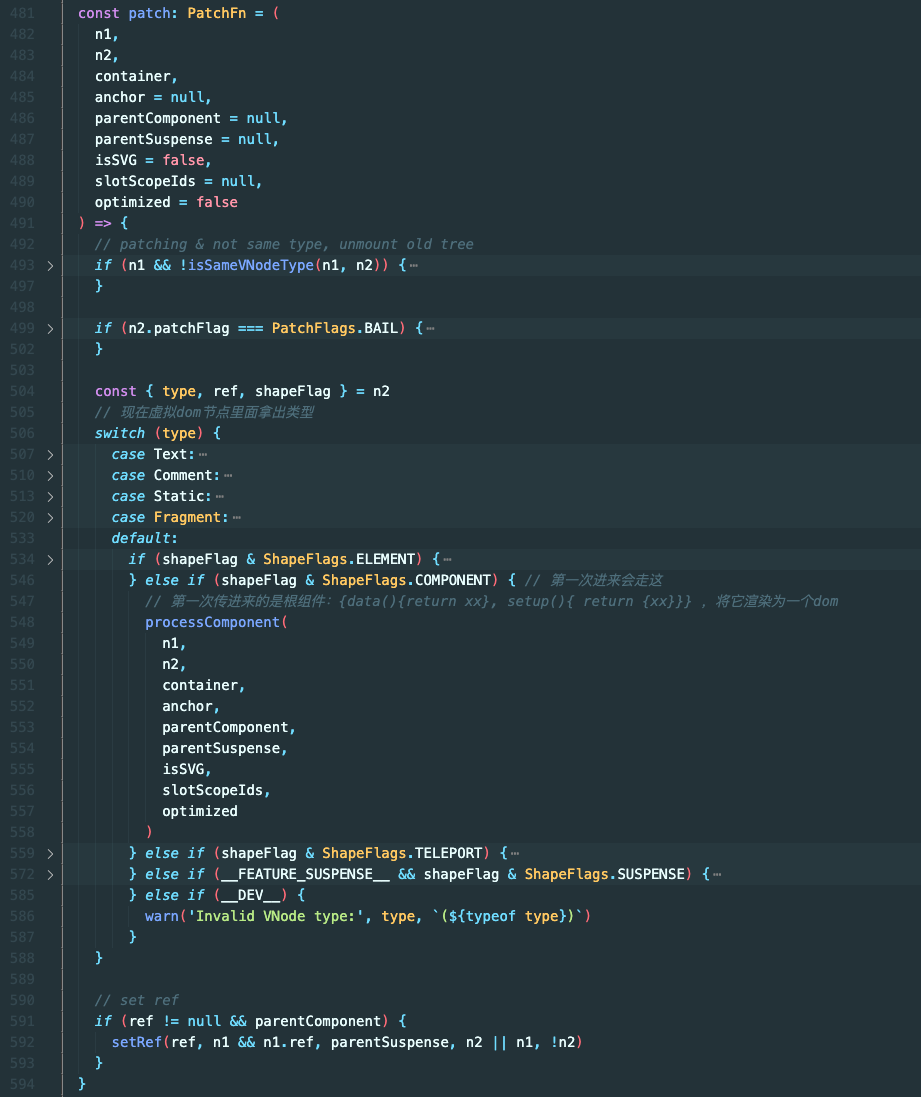 481 const patch: PatchFn = (
482 n1,
483 n2,
484 container,
485 anchor = null,
486 parentComponent = null,
487 parentSuspense = null,
488 isSVG = false,
489 slotScopeIds = null,
490 optimized = false
491 ) => {
492 // patching & not same type, unmount old tree
493 > if (n1 && !isSameVNodeType(n1, n2)) {⋯
497 }
498
499 > if (n2.patchFlag === PatchFlags.BAIL) {⋯
502 }
503
504 const { type, ref, shapeFlag } = n2
505 // 现在虚拟dom节点里面拿出类型
506 switch (type) {
507 > case Text:⋯
510 > case Comment:⋯
513 > case Static:⋯
520 > case Fragment:⋯
533 default:
534 > if (shapeFlag & ShapeFlags.ELEMENT) {⋯
546 } else if (shapeFlag & ShapeFlags.COMPONENT) { // 第一次进来会走这
547 // 第一次传进来的是根组件：{data(){return xx}, setup(){ return {xx}}} ，将它渲染为一个dom
548 processComponent(
549 n1,
550 n2,
551 container,
552 anchor,
553 parentComponent,
554 parentSuspense,
555 isSVG,
556 slotScopeIds,
557 optimized
558 )
559 > } else if (shapeFlag & ShapeFlags.TELEPORT) {⋯
572 > } else if (__FEATURE_SUSPENSE__ && shapeFlag & ShapeFlags.SUSPENSE) {⋯
585 } else if (__DEV__) {
586 warn('Invalid VNode type:', type, `(${typeof type})`)
587 }
588 }
589
590 // set ref
591 if (ref != null && parentComponent) {
592 setRef(ref, n1 && n1.ref, parentSuspense, n2 || n1, !n2)
593 }
594 }